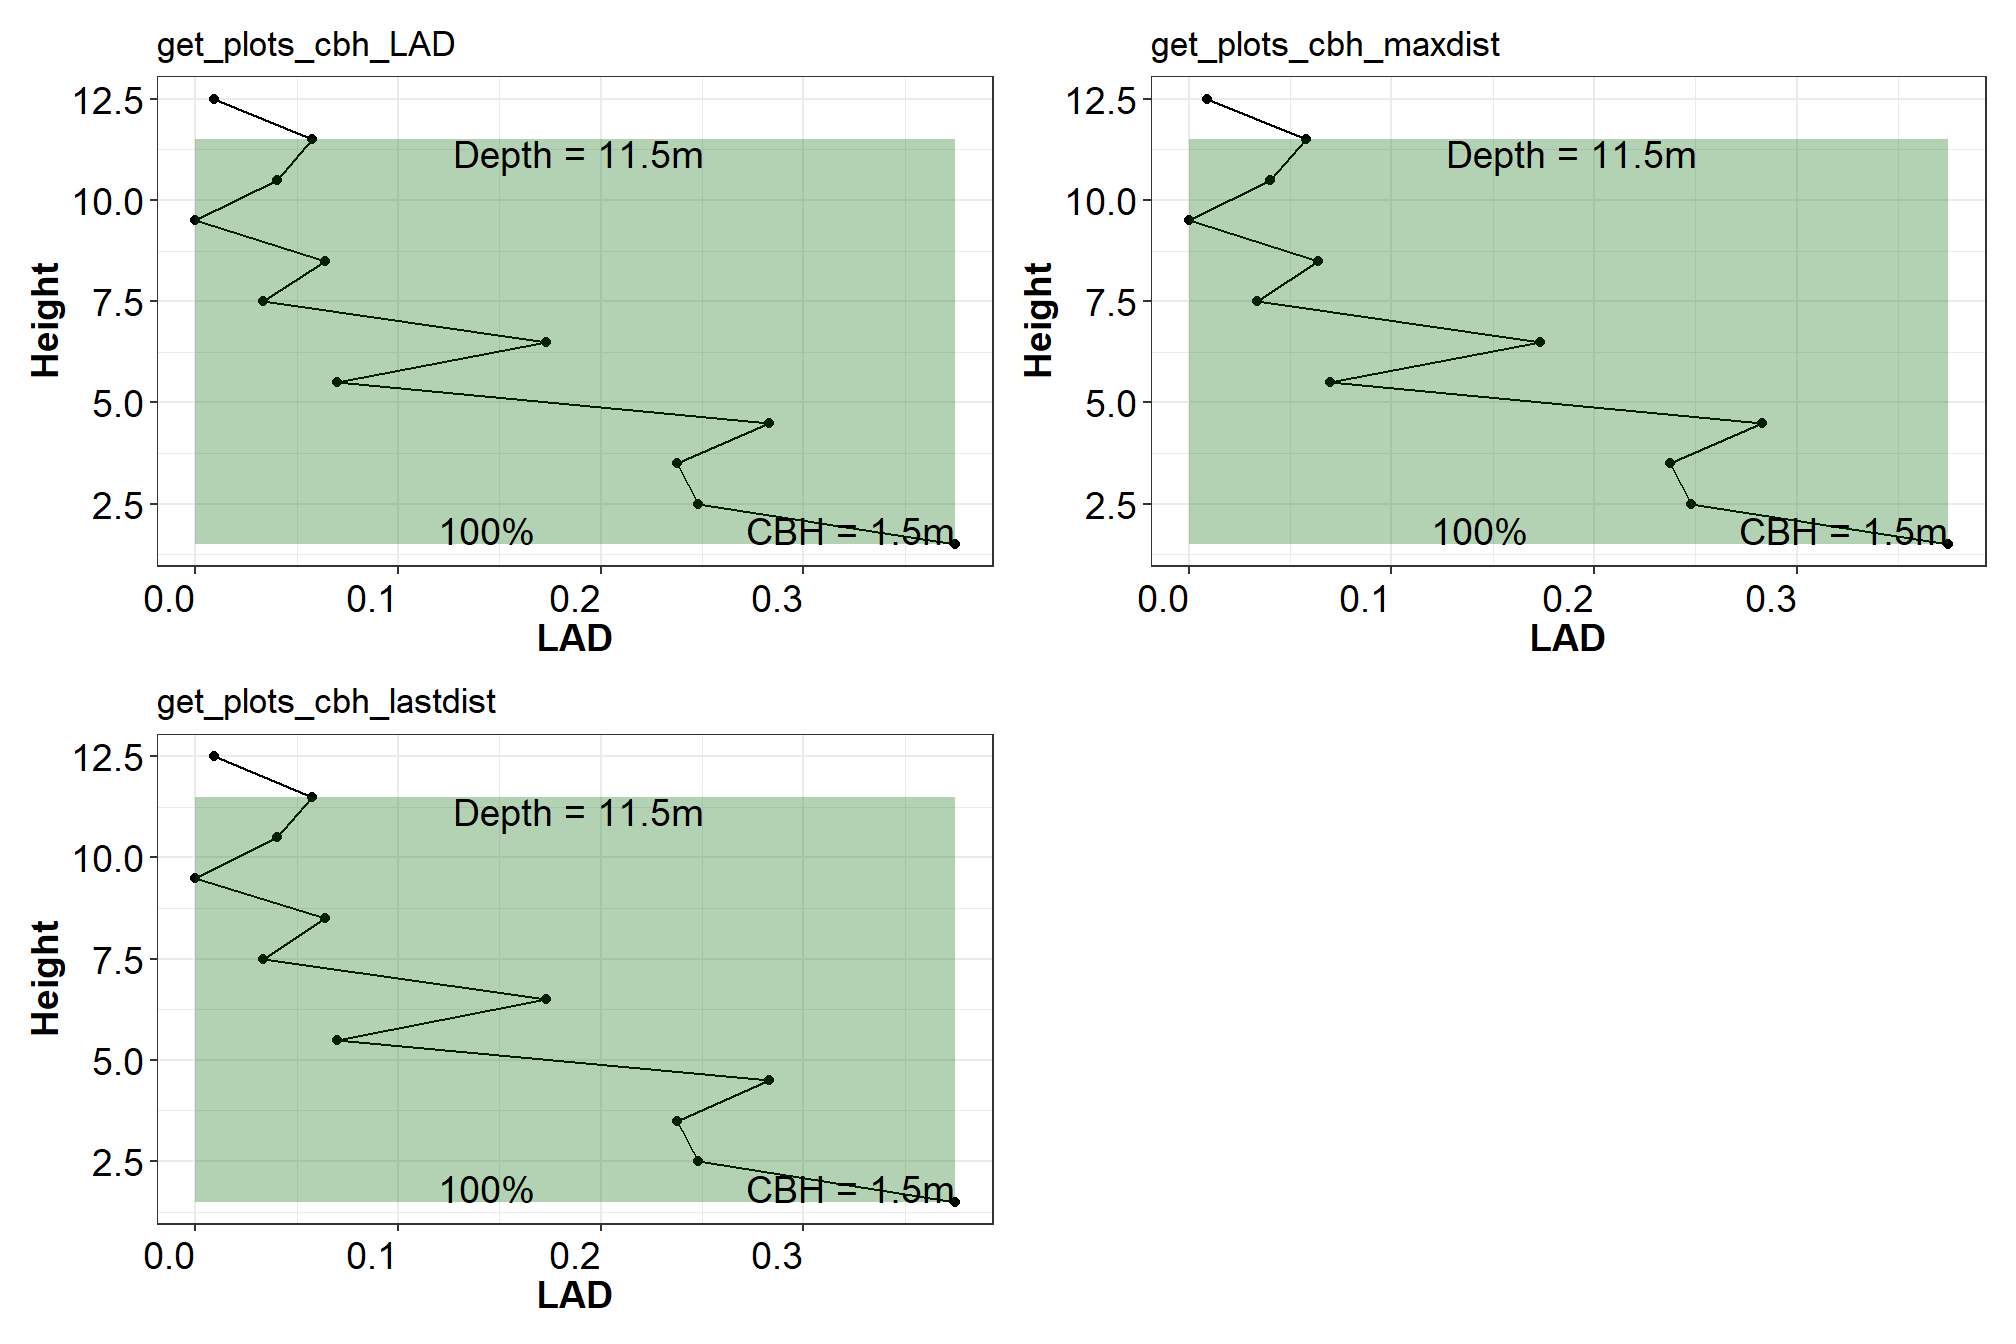 get_plots_cbh_LAD
12.5
10.0
7.5
5.0
2.5
Height
Depth = 11.5m
100%
CBH = 1.5m
0.0 0.1 0.2 0.3
LAD
get_plots_cbh_maxdist
12.5
10.0
7.5
5.0
2.5
Height
Depth = 11.5m
100%
CBH = 1.5m
0.0 0.1 0.2 0.3
LAD
get_plots_cbh_lastdist
12.5
10.0
7.5
5.0
2.5
Height
Depth = 11.5m
100%
CBH = 1.5m
0.0 0.1 0.2 0.3
LAD